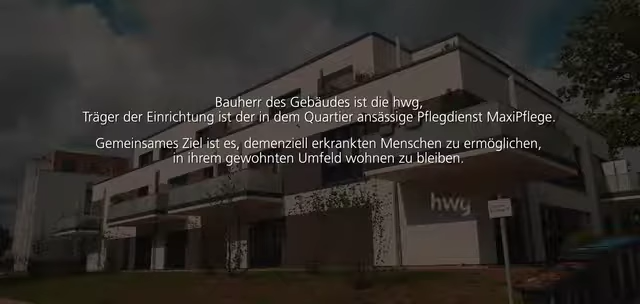 Bauherr des Gebäudes ist die hwg,
Träger der Einrichtung ist der in dem Quartier ansässige Pflegdienst MaxiPflege.
Gemeinsames Ziel ist es, demenziell erkrankten Menschen zu ermöglichen,
in ihrem gewohnten Umfeld wohnen zu bleiben.
hwg